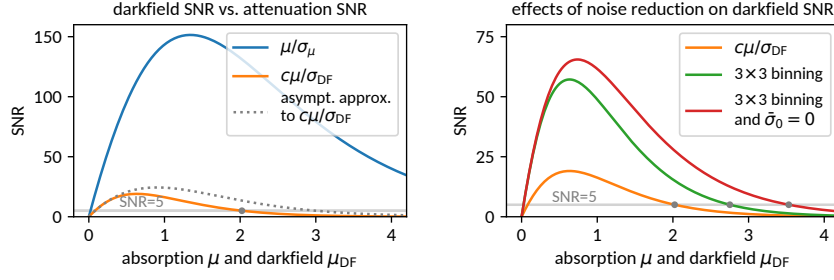 darkfield SNR vs. attenuation SNR
150
100
50
0
SNR
μ/σ_μ
cμ/σ_DF
asympt. approx.
to cμ/σ_DF
SNR=5
0 1 2 3 4
absorption μ and darkfield μ_DF
effects of noise reduction on darkfield SNR
75
50
25
0
SNR
cμ/σ_DF
3×3 binning
3×3 binning
and σ̃₀ = 0
SNR=5
0 1 2 3 4
absorption μ and darkfield μ_DF